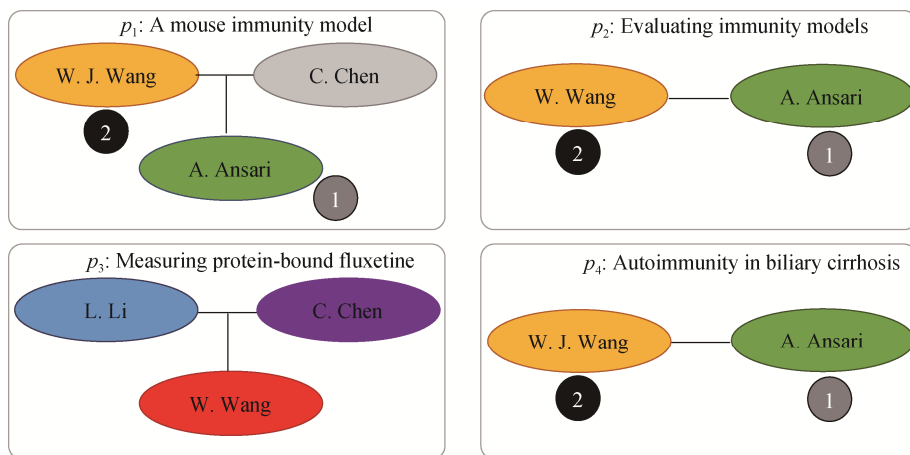 p₁: A mouse immunity model
W. J. Wang
C. Chen
2
A. Ansari
1
p₂: Evaluating immunity models
W. Wang
A. Ansari
2
1
p₃: Measuring protein-bound fluxetine
L. Li
C. Chen
W. Wang
p₄: Autoimmunity in biliary cirrhosis
W. J. Wang
A. Ansari
2
1